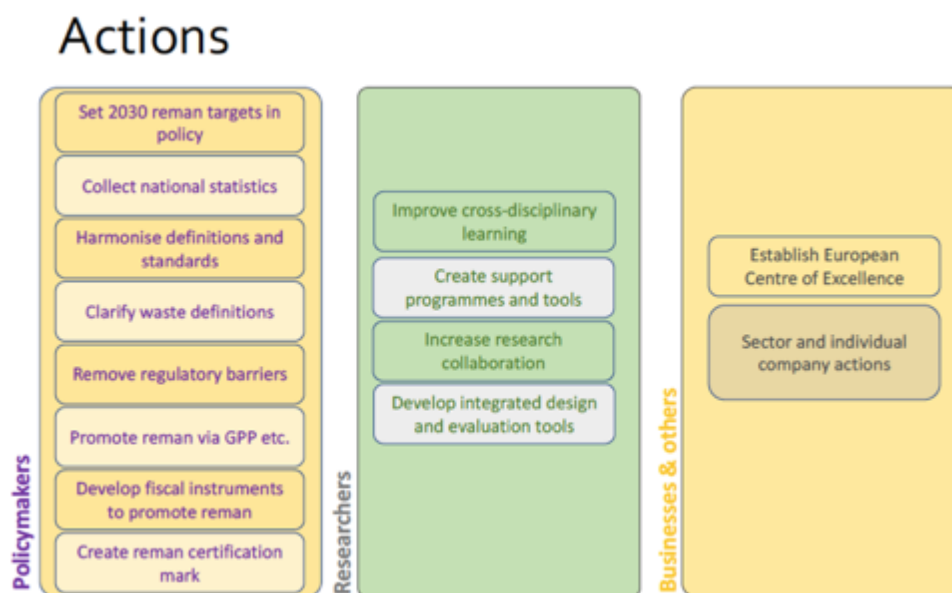 Actions
Policymakers
Set 2030 reman targets in
policy
Collect national statistics
Harmonise definitions and
standards
Clarify waste definitions
Remove regulatory barriers
Promote reman via GPP etc.
Develop fiscal instruments
to promote reman
Create reman certification
mark
Researchers
Improve cross-disciplinary
learning
Create support
programmes and tools
Increase research
collaboration
Develop integrated design
and evaluation tools
Businesses & others
Establish European
Centre of Excellence
Sector and individual
company actions